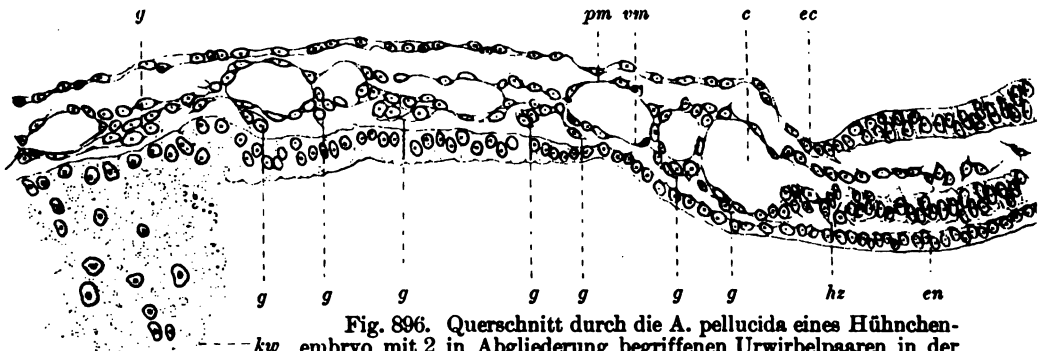 y pm vm c ec
g g g g g g g hz en
Fig. 896. Querschnitt durch die A. pellucida eines Hühnchen-
kw embryo mit 2 in Abgliederung begriffenen Urwirbelpaaren in der